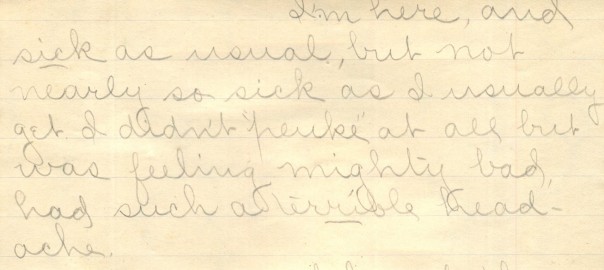 I'm here, and
sick as usual, but not
nearly so sick as I usually
get. I didn't "peuke" at all but
was feeling mighty bad,
had such a terrible head-
ache.